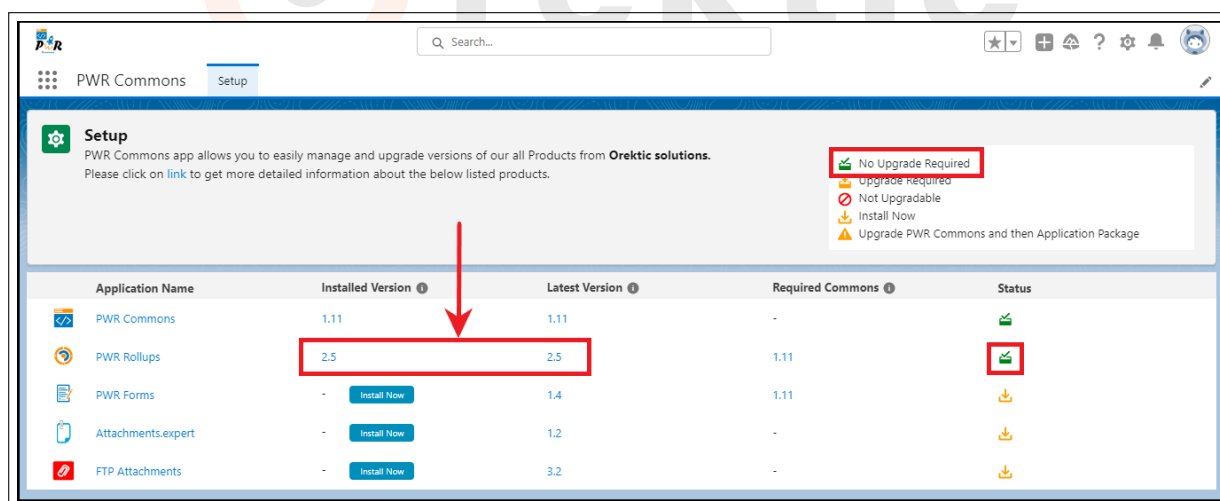 Orektic
PWR
Search...
PWR Commons Setup
Setup
PWR Commons app allows you to easily manage and upgrade versions of our all Products from Orektic solutions.
Please click on link to get more detailed information about the below listed products.
No Upgrade Required
Upgrade Required
Not Upgradable
Install Now
Upgrade PWR Commons and then Application Package
Application Name Installed Version Latest Version Required Commons Status
PWR Commons 1.11 1.11 -
PWR Rollups 2.5 2.5 1.11
PWR Forms - Install Now 1.4 1.11
Attachments.expert - Install Now 1.2 -
FTP Attachments - Install Now 3.2 -